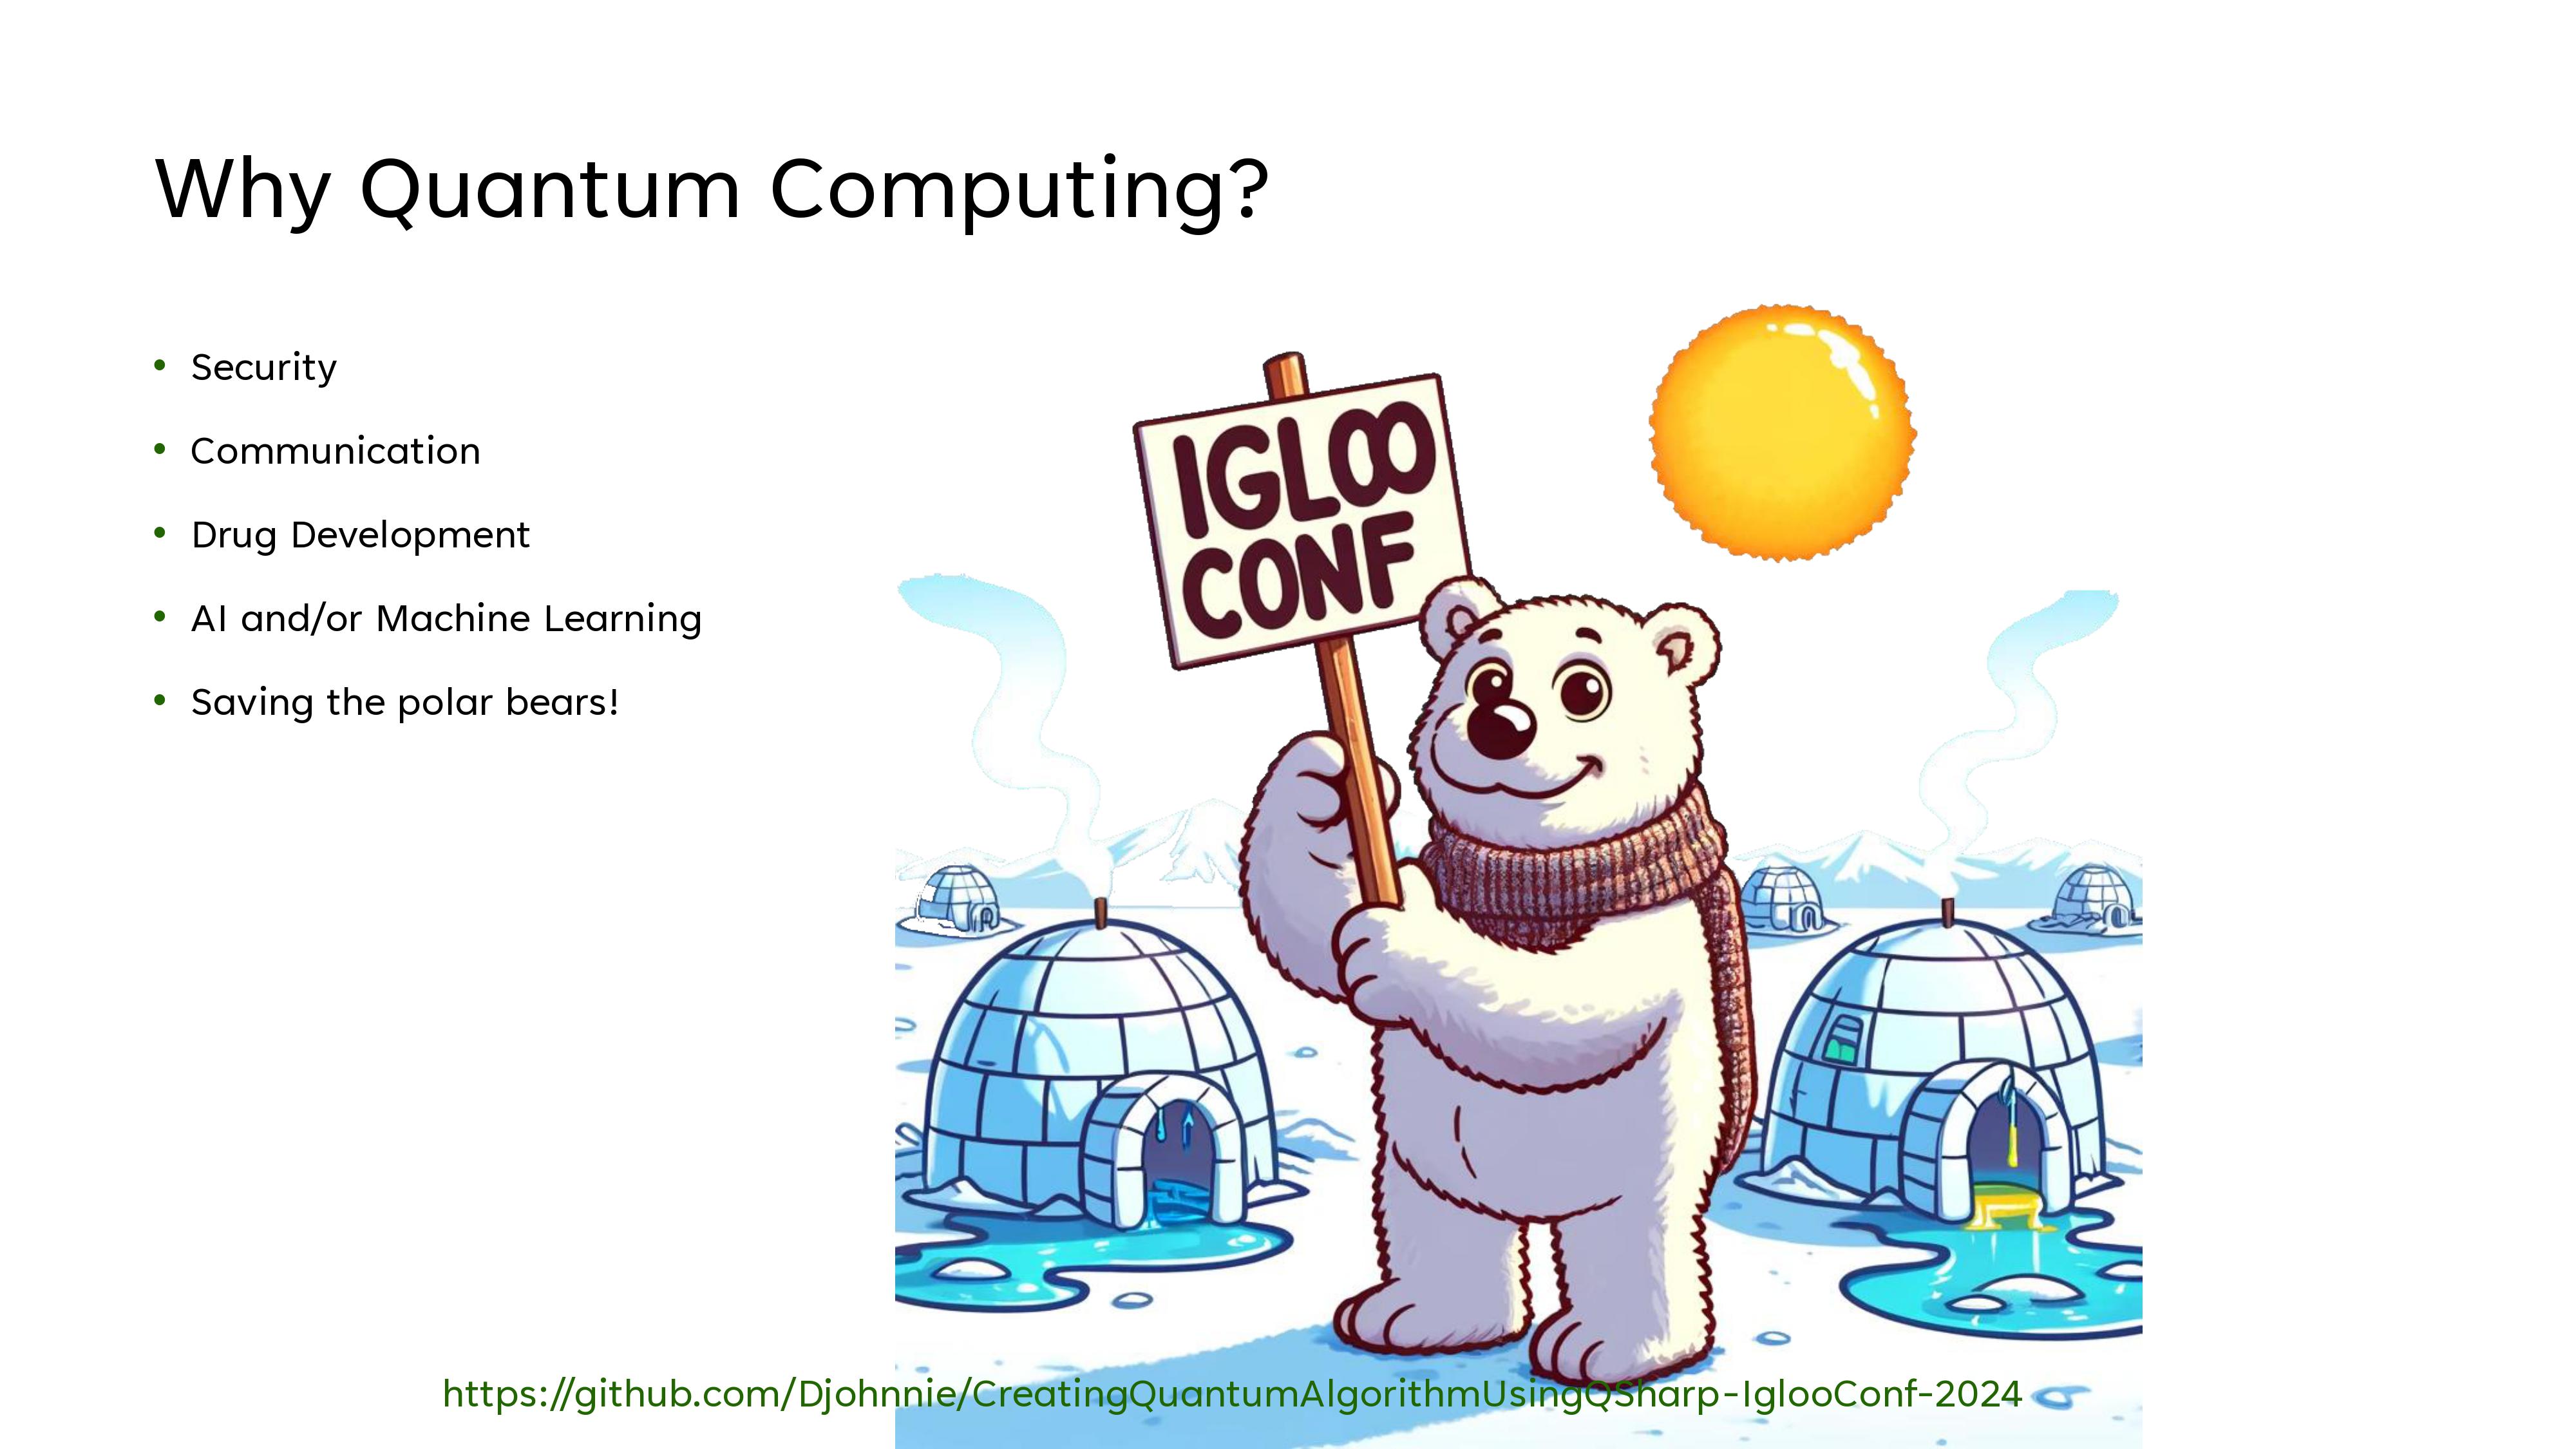 Why Quantum Computing?
• Security
• Communication
• Drug Development
• AI and/or Machine Learning
• Saving the polar bears!
IGLOO
CONF
https://github.com/Djohnnie/CreatingQuantumAlgorithmUsingQSharp-IglooConf-2024